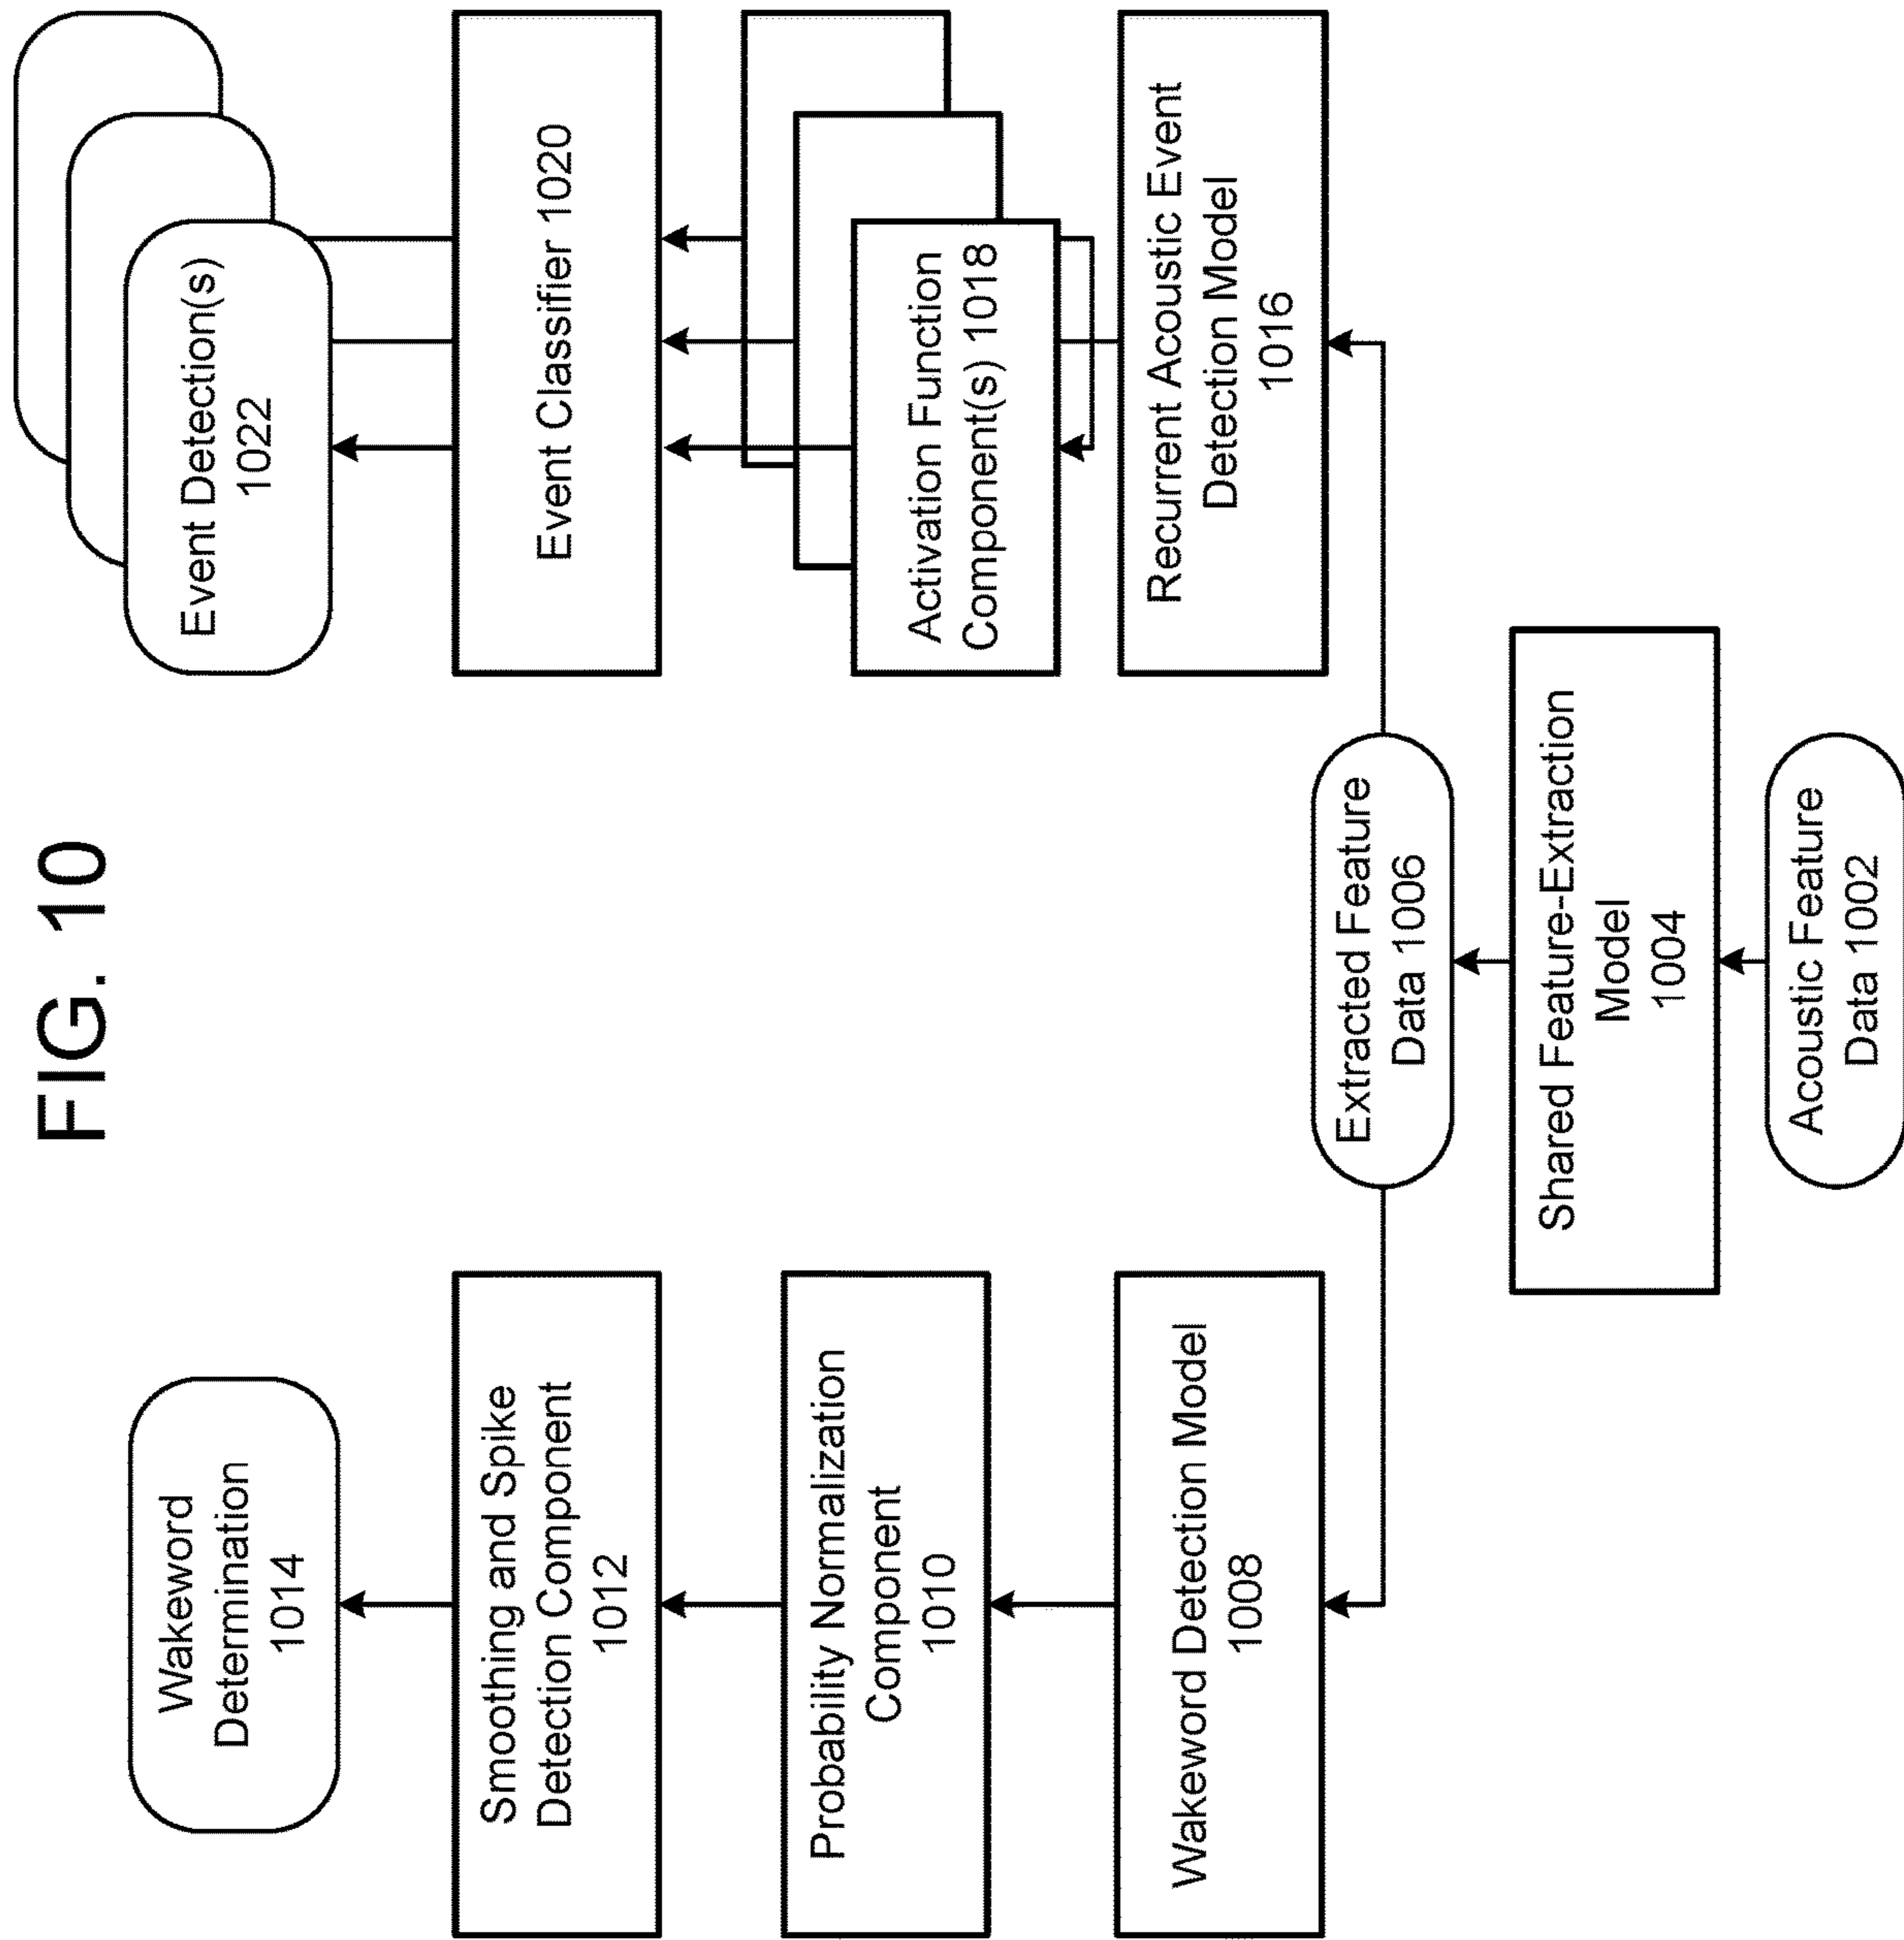 FIG. 10
Wakeword
Determination
1014
Smoothing and Spike
Detection Component
1012
Probability Normalization
Component
1010
Wakeword Detection Model
1008
Event Detection(s)
1022
Event Classifier 1020
Activation Function
Component(s) 1018
Recurrent Acoustic Event
Detection Model
1016
Extracted Feature
Data 1006
Shared Feature-Extraction
Model
1004
Acoustic Feature
Data 1002